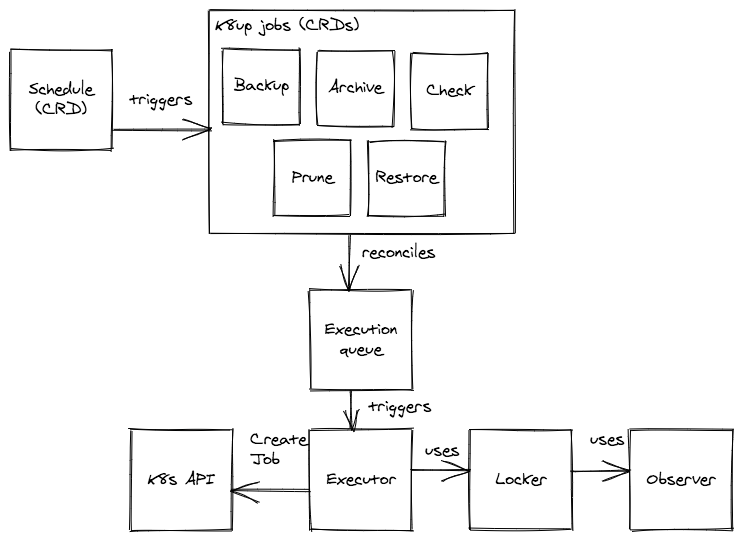 K8up jobs (CRDs)
Schedule
(CRD)
triggers
Backup
Archive
Check
Prune
Restore
reconciles
Execution
queue
triggers
K8s API
Create
Job
Executor
uses
Locker
uses
Observer